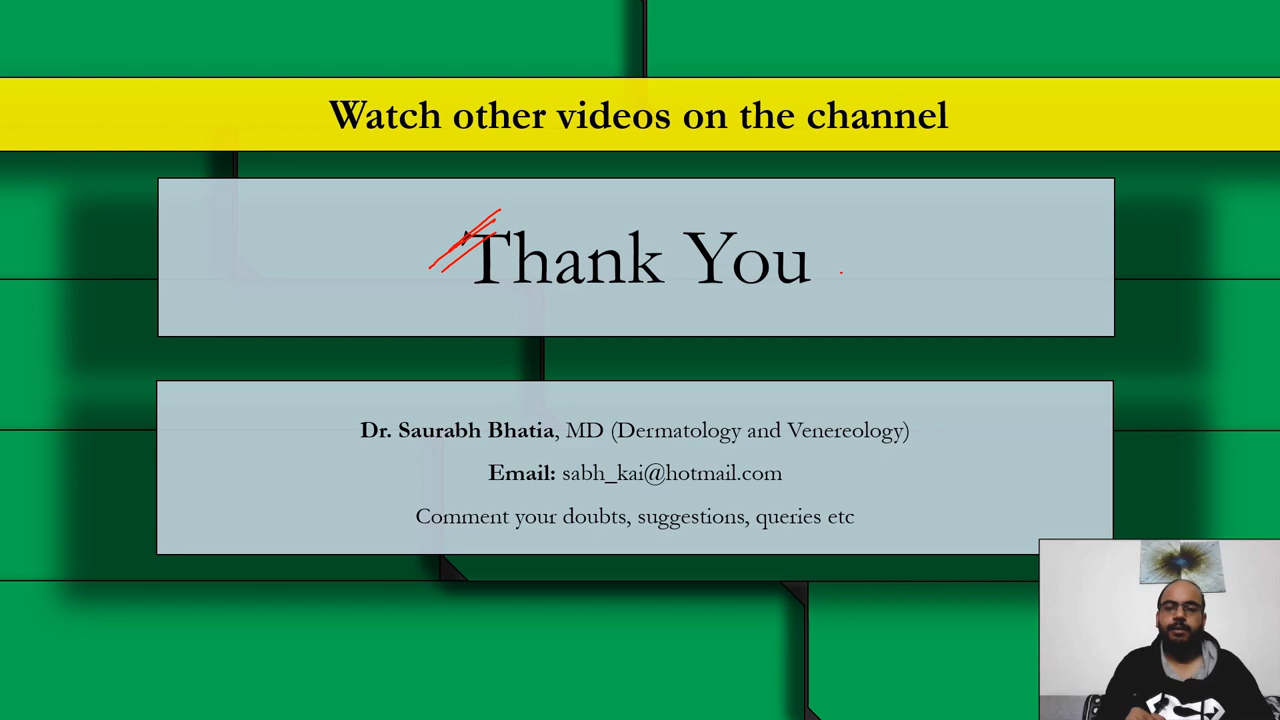 Watch other videos on the channel
Thank You
Dr. Saurabh Bhatia, MD (Dermatology and Venereology)
Email: sabh_kai@hotmail.com
Comment your doubts, suggestions, queries etc